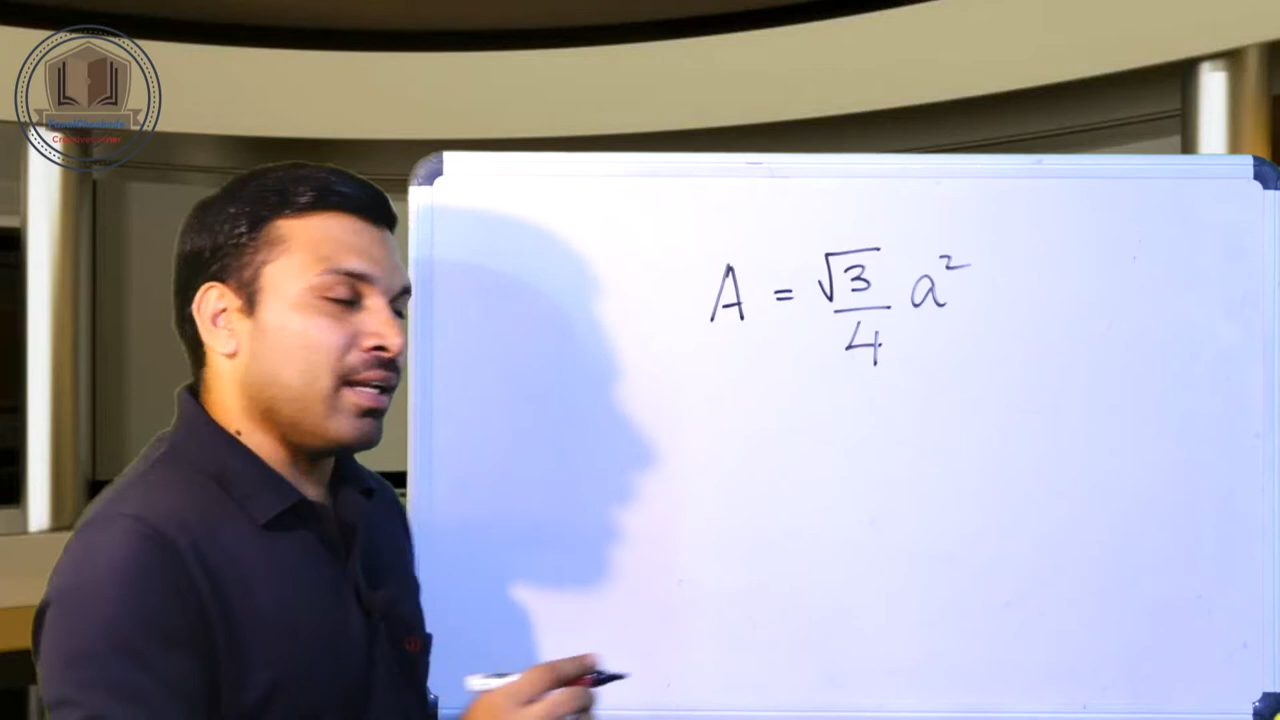 A = √3/4 a²